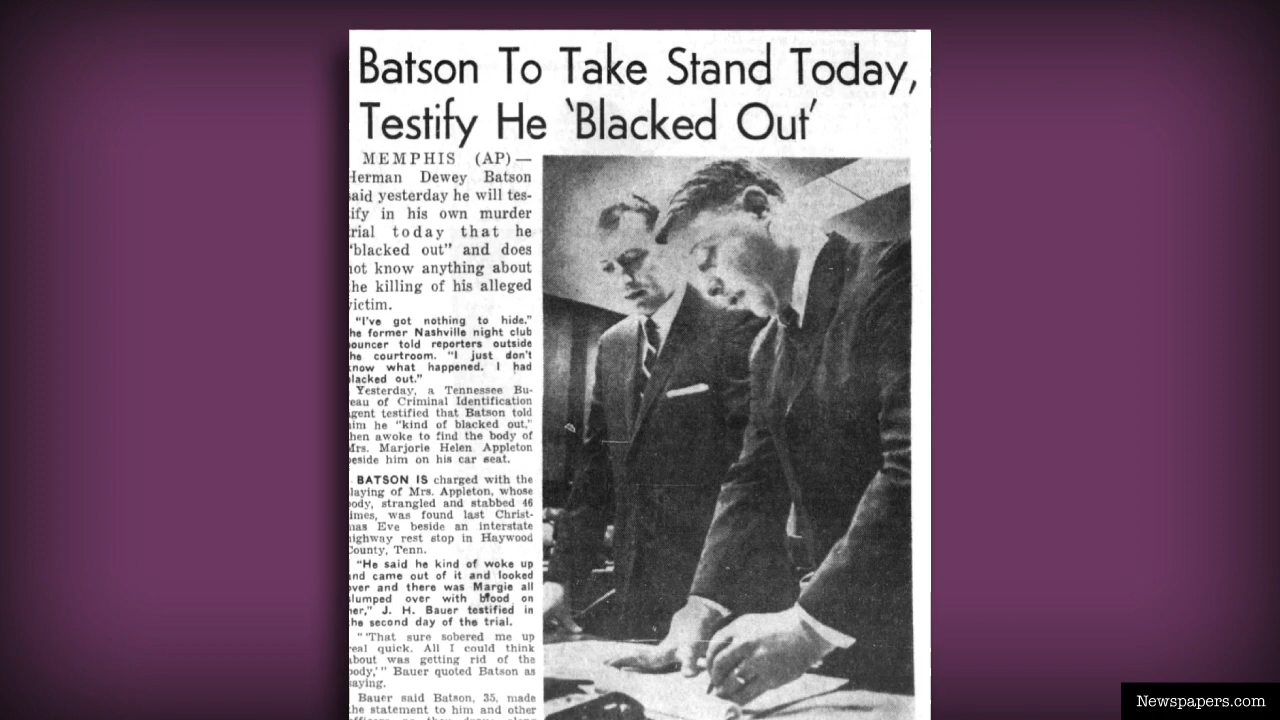 Batson To Take Stand Today,
Testify He ‘Blacked Out’
MEMPHIS (AP) —
Herman Dewey Batson
said yesterday he will tes-
tify in his own murder
trial today that he
"blacked out" and does
not know anything about
the killing of his alleged
victim.
"I've got nothing to hide,"
the former Nashville night club
bouncer told reporters outside
the courtroom. "I just don't
know what happened. I had
blacked out."
Yesterday, a Tennessee Bu-
reau of Criminal Identification
agent testified that Batson told
him he "kind of blacked out,"
then awoke to find the body of
Mrs. Marjorie Helen Appleton
beside him on his car seat.
BATSON IS charged with the
slaying of Mrs. Appleton, whose
body, strangled and stabbed 46
times, was found last Christ-
mas Eve beside an interstate
highway rest stop in Haywood
County, Tenn.
"He said he kind of woke up
and came out of it and looked
over and there was Margie all
slumped over with blood on
her," J. H. Bauer testified in
the second day of the trial.
"'That sure sobered me up
real quick. All I could think
about was getting rid of the
body,'" Bauer quoted Batson as
saying.
Bauer said Batson, 35, made
the statement to him and other
Newspapers.com